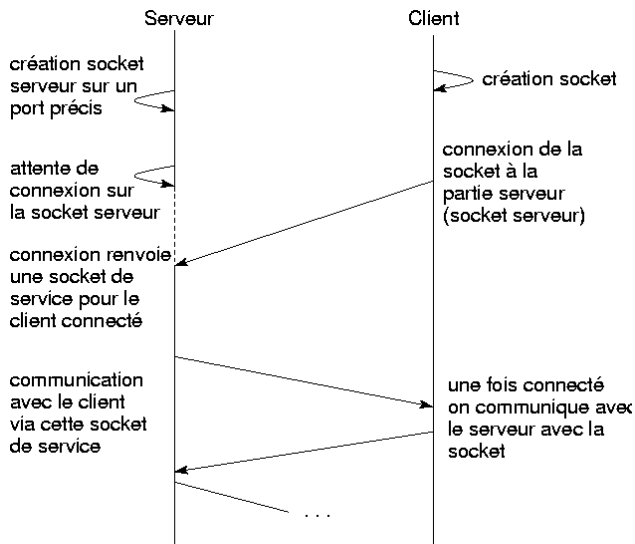 Serveur
Client
création socket
serveur sur un
port précis
création socket
attente de
connexion sur
la socket serveur
connexion de la
socket à la
partie serveur
(socket serveur)
connexion renvoie
une socket de
service pour le
client connecté
communication
avec le client
via cette socket
de service
une fois connecté
on communique avec
le serveur avec la
socket
. . .